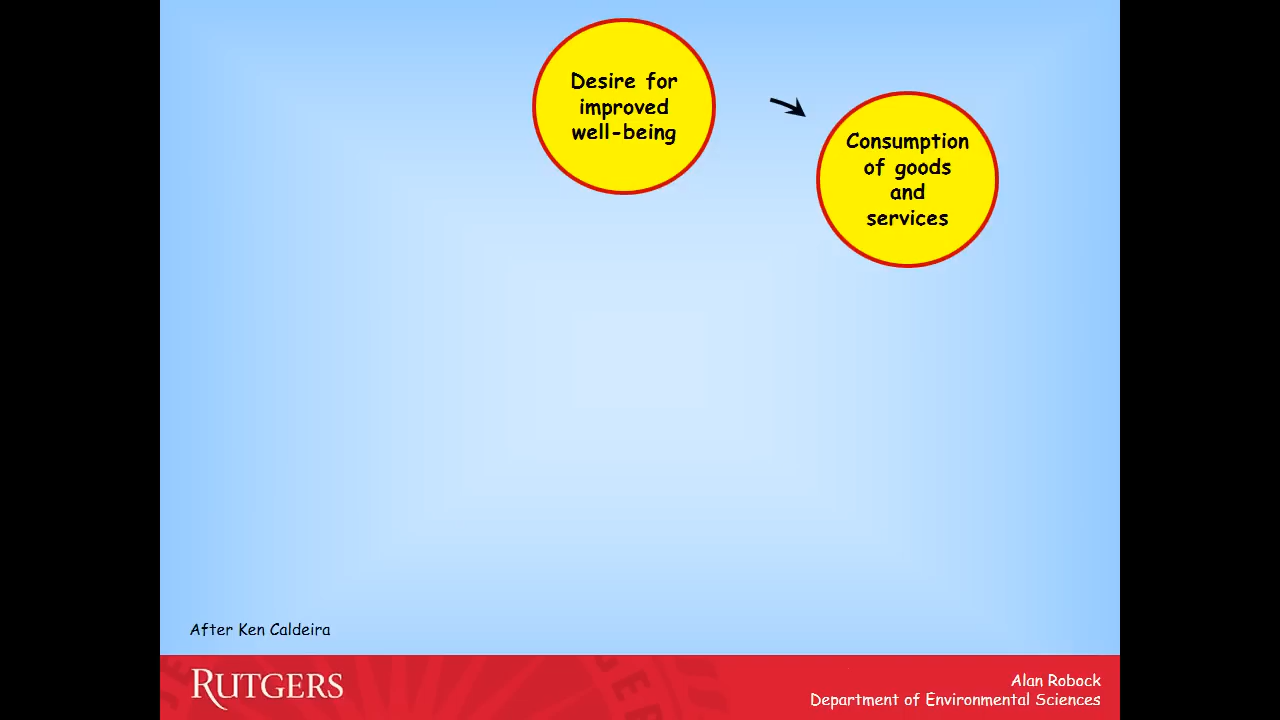 Desire for
improved
well-being
Consumption
of goods
and
services
After Ken Caldeira
RUTGERS
Alan Robock
Department of Environmental Sciences